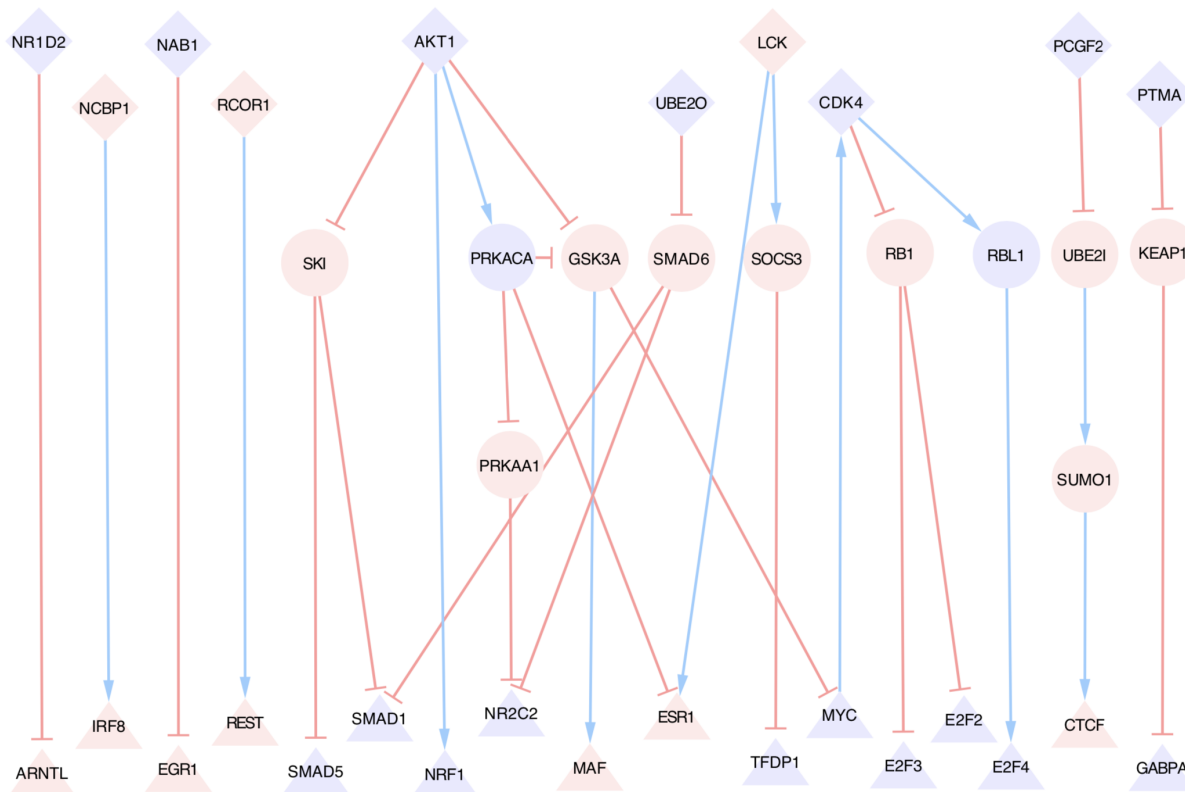 NR1D2
NAB1
AKT1
LCK
PCGF2
NCBP1
RCOR1
UBE2O
CDK4
PTMA
SKI
PRKACA
GSK3A
SMAD6
SOCS3
RB1
RBL1
UBE2I
KEAP1
PRKAA1
SUMO1
IRF8
REST
SMAD1
NR2C2
ESR1
MYC
E2F2
CTCF
ARNTL
EGR1
SMAD5
NRF1
MAF
TFDP1
E2F3
E2F4
GABPA